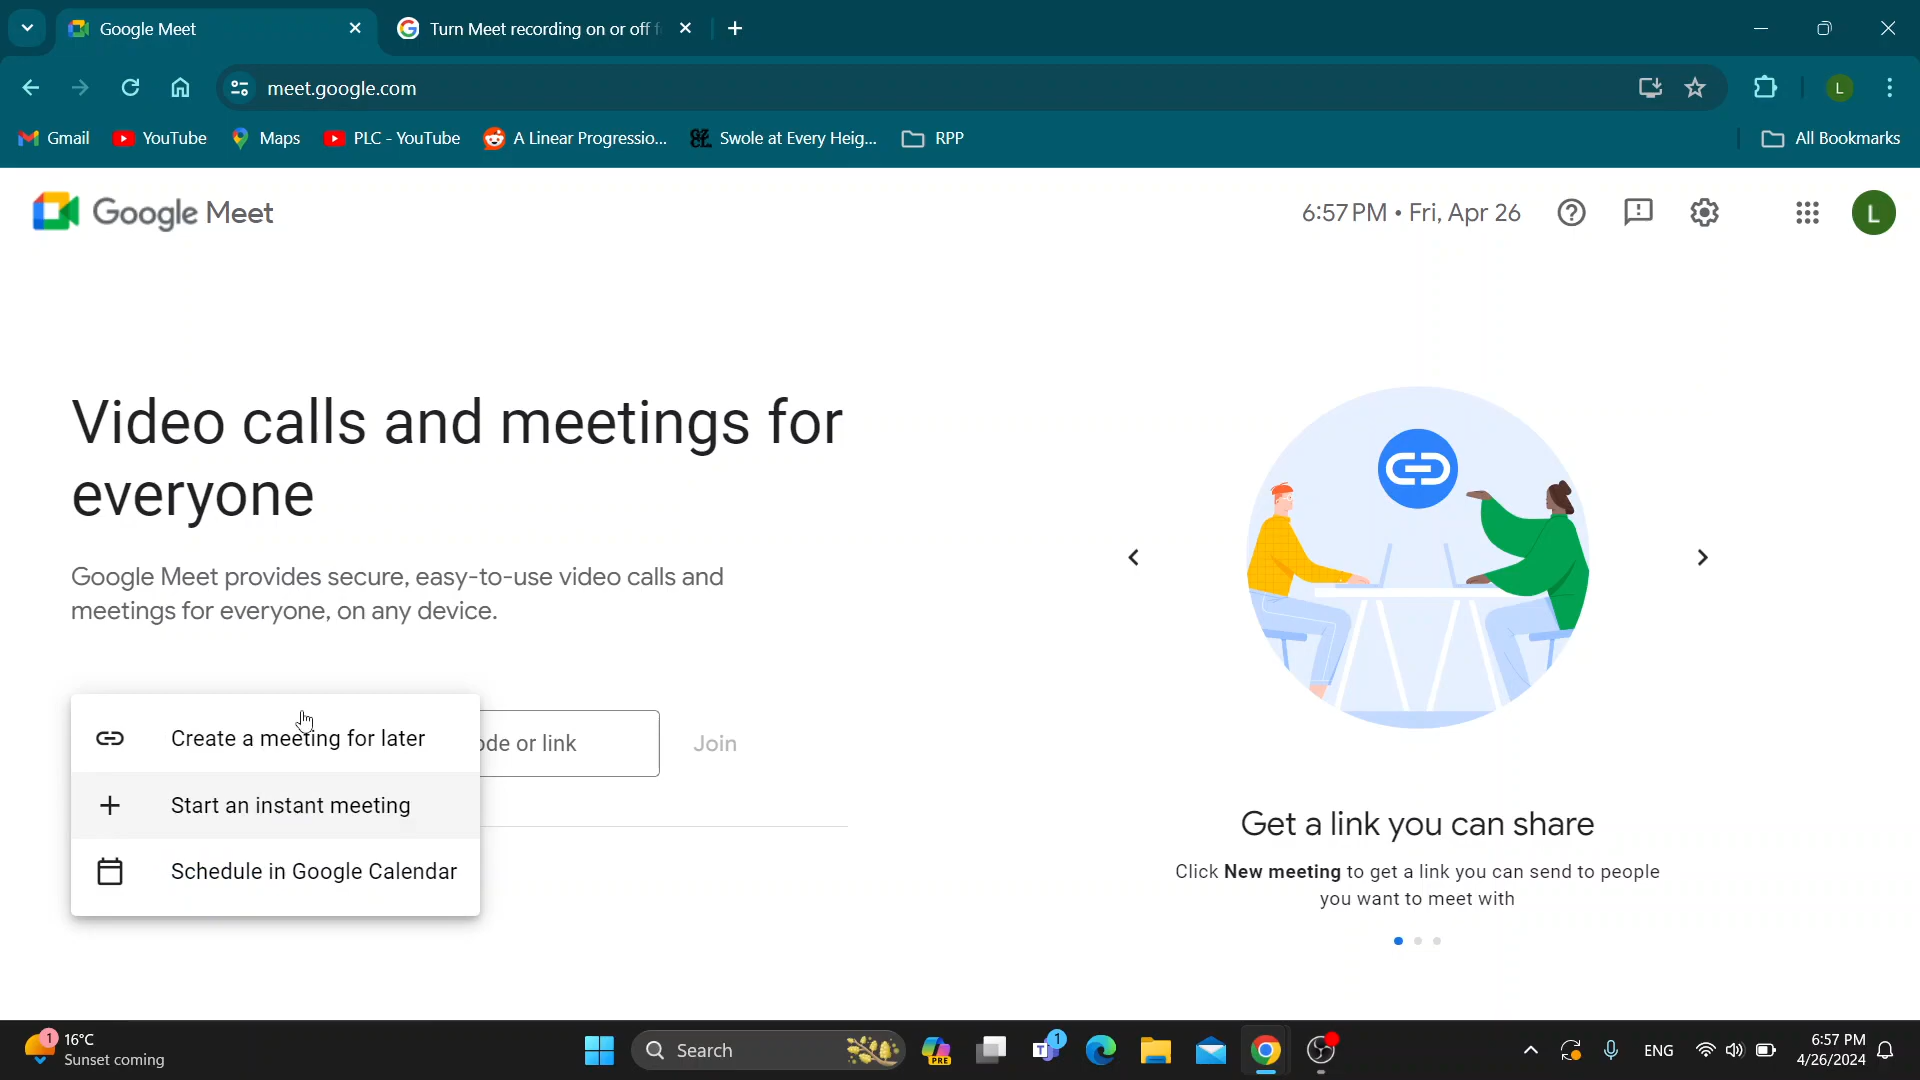 Google Meet
Turn Meet recording on or off f
meet.google.com
L
Gmail
YouTube
Maps
PLC - YouTube
A Linear Progressio...
Swole at Every Heig...
RPP
All Bookmarks
Google Meet
6:57 PM • Fri, Apr 26
L
Video calls and meetings for
everyone
Google Meet provides secure, easy-to-use video calls and
meetings for everyone, on any device.
Create a meeting for later
Start an instant meeting
Schedule in Google Calendar
ode or link
Join
Get a link you can share
Click New meeting to get a link you can send to people
you want to meet with
1
16°C
Sunset coming
Search
PRE
1
ENG
6:57 PM
4/26/2024